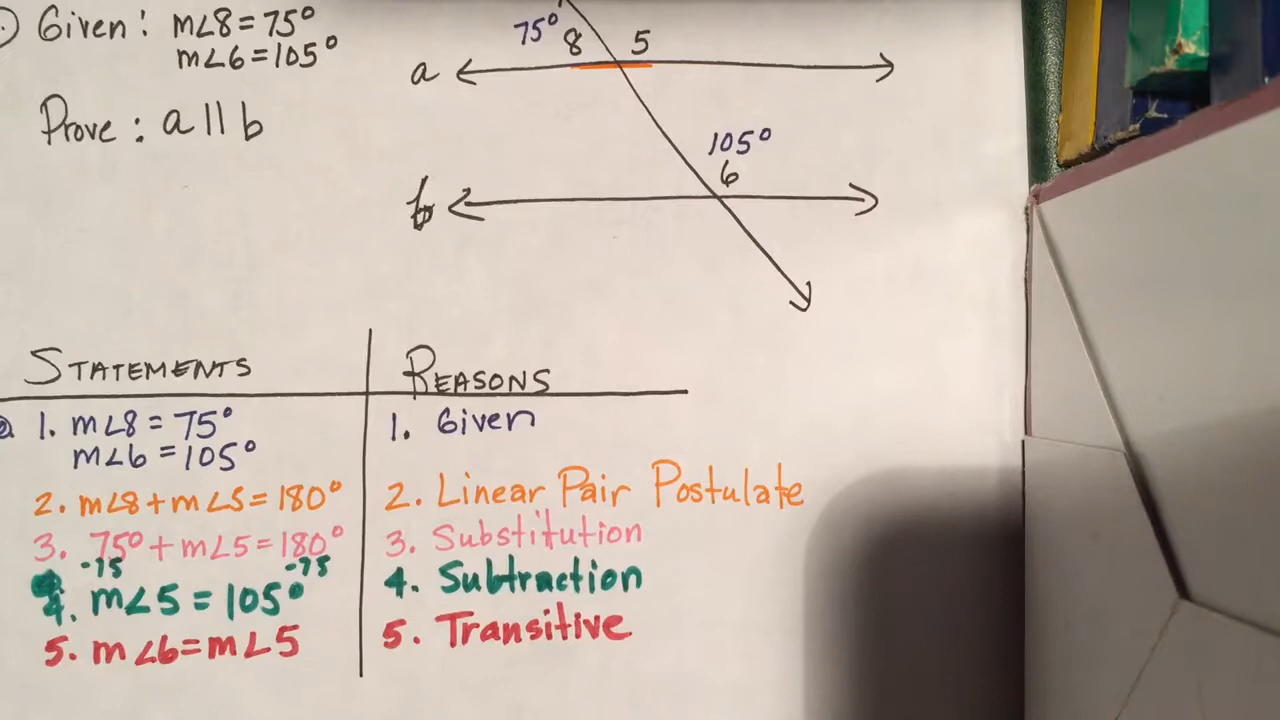 Given: m∠8=75°
m∠6=105°
Prove: a||b
75°
8 5
a
105°
6
b
STATEMENTS
REASONS
1. m∠8=75°
m∠6=105°
1. Given
2. m∠8+m∠5=180°
2. Linear Pair Postulate
3. 75°+m∠5=180°
3. Substitution
-75 -75
4. m∠5=105°
4. Subtraction
5. m∠6=m∠5
5. Transitive